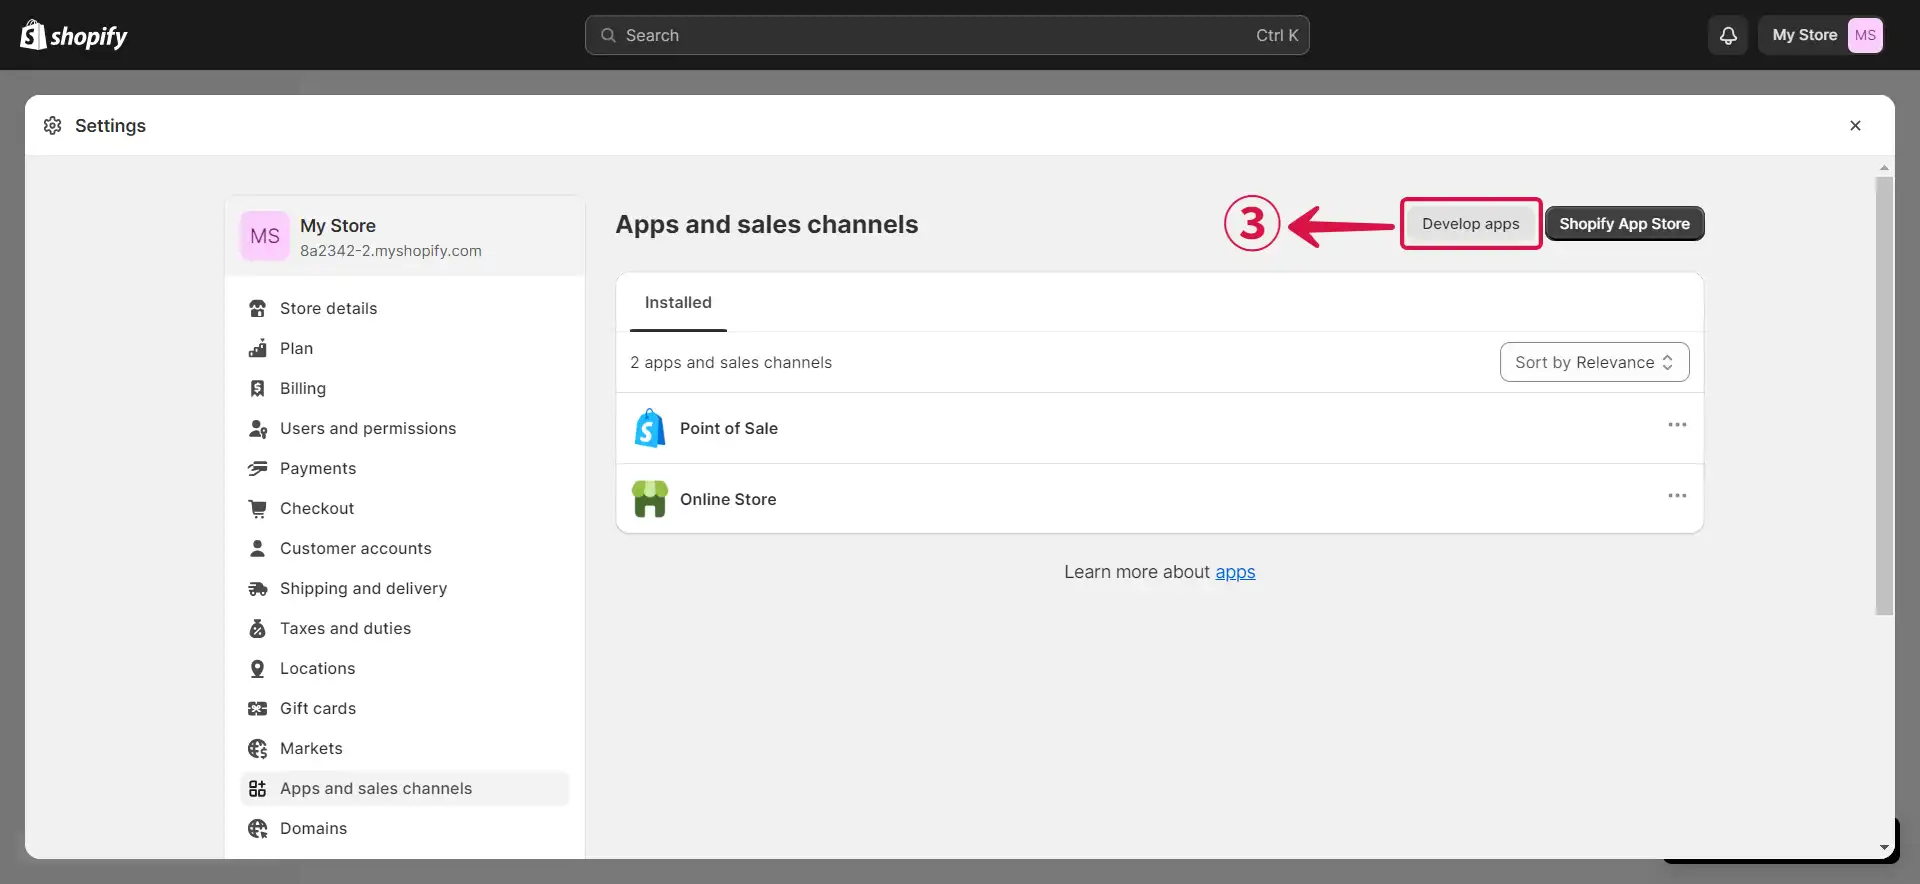 shopify
Search Ctrl K
My Store MS
Settings
MS My Store
8a2342-2.myshopify.com
Store details
Plan
Billing
Users and permissions
Payments
Checkout
Customer accounts
Shipping and delivery
Taxes and duties
Locations
Gift cards
Markets
Apps and sales channels
Domains
Apps and sales channels
3
Develop apps
Shopify App Store
Installed
2 apps and sales channels
Sort by Relevance
Point of Sale
Online Store
Learn more about apps